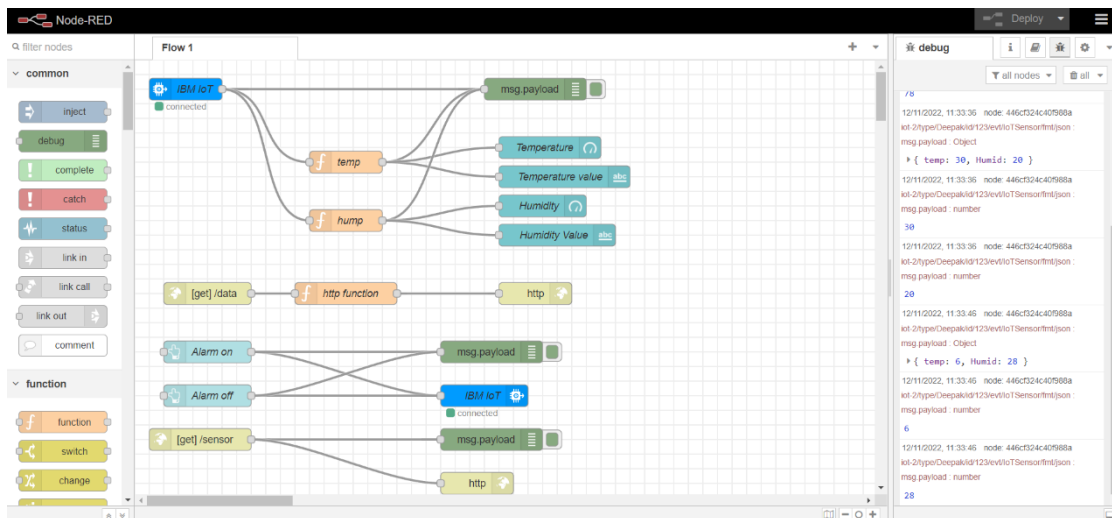 Node-RED
Deploy
filter nodes
Flow 1
debug
i
all nodes
all
common
inject
debug
complete
catch
status
link in
link call
link out
comment
function
function
switch
change
IBM IoT
connected
msg.payload
temp
Temperature
Temperature value
abc
hump
Humidity
Humidity Value
abc
[get] /data
http function
http
Alarm on
msg.payload
Alarm off
IBM IoT
connected
[get] /sensor
msg.payload
http
78
12/11/2022, 11:33:36 node: 446cf324c40f988a
iot-2/type/Deepak/id/123/evt/IoTSensor/fmt/json :
msg.payload : Object
{ temp: 30, Humid: 20 }
12/11/2022, 11:33:36 node: 446cf324c40f988a
iot-2/type/Deepak/id/123/evt/IoTSensor/fmt/json :
msg.payload : number
30
12/11/2022, 11:33:36 node: 446cf324c40f988a
iot-2/type/Deepak/id/123/evt/IoTSensor/fmt/json :
msg.payload : number
20
12/11/2022, 11:33:46 node: 446cf324c40f988a
iot-2/type/Deepak/id/123/evt/IoTSensor/fmt/json :
msg.payload : Object
{ temp: 6, Humid: 28 }
12/11/2022, 11:33:46 node: 446cf324c40f988a
iot-2/type/Deepak/id/123/evt/IoTSensor/fmt/json :
msg.payload : number
6
12/11/2022, 11:33:46 node: 446cf324c40f988a
iot-2/type/Deepak/id/123/evt/IoTSensor/fmt/json :
msg.payload : number
28